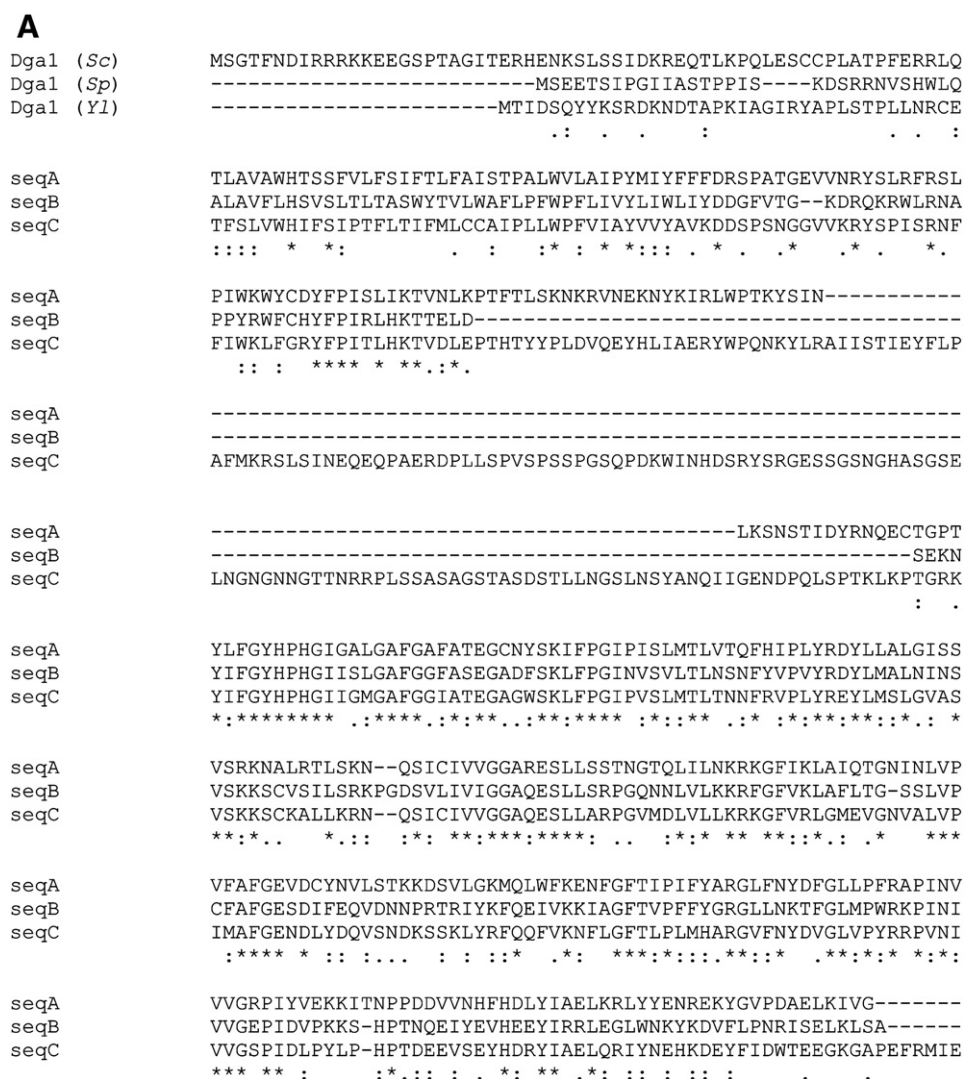 A
Dga1 (Sc) MSGTFNDIRRRKKEEGSPTAGITERHENKSLSSIDKREQTLKPQLESCCPLATPFERRLQ
Dga1 (Sp) -------------------------MSEETSIPGIIASTPPIS----KDSRRNVSHWLQ
Dga1 (Yl) -----------------------MTIDSQYYKSRDKNDTAPKIAGIRYAPLSTPLLNRCE
.: . . : . . :
seqA TLAVAWHTSSFVLFSIFTLFAISTPALWVLAIPYMIYFFFDRSPATGEVVNRYSLRFRSL
seqB ALAVFLHSVSLTLTASWYTVLWAFLPFWPFLIVYLIWLIYDDGFVTG--KDRQKRWLRNA
seqC TFSLVWHIFSIPTFLTIFMLCCAIPLLWPFVIAYVVYAVKDDSPSNGGVVKRYSPISRNF
:::: * *: . : :* : * *::: . * . .* .* . *.
seqA PIWKWYCDYFPISLIKTVNLKPTFTLSKNKRVNEKNYKIRLWPTKYSIN-----------
seqB PPYRWFCHYFPIRLHKTTELD---------------------------------------
seqC FIWKLFGRYFPITLHKTVDLEPTHTYYPLDVQEYHLIAERYWPQNKYLRAIISTIEYFLP
:: : **** * **.:*.
seqA ------------------------------------------------------------
seqB ------------------------------------------------------------
seqC AFMKRSLSINEQEQPAERDPLLSPVSPSSPGSQPDKWINHDSRYSRGESSGSNGHASGSE
seqA ------------------------------------------LKSNSTIDYRNQECTGPT
seqB --------------------------------------------------------SEKN
seqC LNGNGNNGTTNRRPLSSASAGSTASDSTLLNGSLNSYANQIIGENDPQLSPTKLKPTGRK
: .
seqA YLFGYHPHGIGALGAFGAFATEGCNYSKIFPGIPISLMTLVTQFHIPLYRDYLLALGISS
seqB YIFGYHPHGIISLGAFGGFASEGADFSKLFPGINVSVLTLNSNFYVPVYRDYLMALNINS
seqC YIFGYHPHGIIGMGAFGGIATEGAGWSKLFPGIPVSLMTLTNNFRVPLYREYLMSLGVAS
*:******** .:****.:*:**..:**:**** :*::** .:* :*:**:**::*.: *
seqA VSRKNALRTLSKN--QSICIVVGGARESLLSSTNGTQLILNKRKGFIKLAIQTGNINLVP
seqB VSKKSCVSILSRKPGDSVLIVIGGAQESLLSRPGQNNLVLKKRFGFVKLAFLTG-SSLVP
seqC VSKKSCKALLKRN--QSICIVVGGAQESLLARPGVMDLVLLKRKGFVRLGMEVGNVALVP
**:*.. *.:: :*: **:***:****: .. :*:* ** **::*.: .* ***
seqA VFAFGEVDCYNVLSTKKDSVLGKMQLWFKENFGFTIPIFYARGLFNYDFGLLPFRAPINV
seqB CFAFGESDIFEQVDNNPRTRIYKFQEIVKKIAGFTVPFFYGRGLLNKTFGLMPWRKPINI
seqC IMAFGENDLYDQVSNDKSSKLYRFQQFVKNFLGFTLPLMHARGVFNYDVGLVPYRRPVNI
:**** * :: :... : : ::* .*: ***:*::::.**::* .**:*:* *:*:
seqA VVGRPIYVEKKITNPPDDVVNHFHDLYIAELKRLYYENREKYGVPDAELKIVG-------
seqB VVGEPIDVPKKS-HPTNQEIYEVHEEYIRRLEGLWNKYKDVFLPNRISELKLSA------
seqC VVGSPIDLPYLP-HPTDEEVSEYHDRYIAELQRIYNEHKDEYFIDWTEEGKGAPEFRMIE
*** ** : :*.:: : . *: ** .*: :: : :: : . .